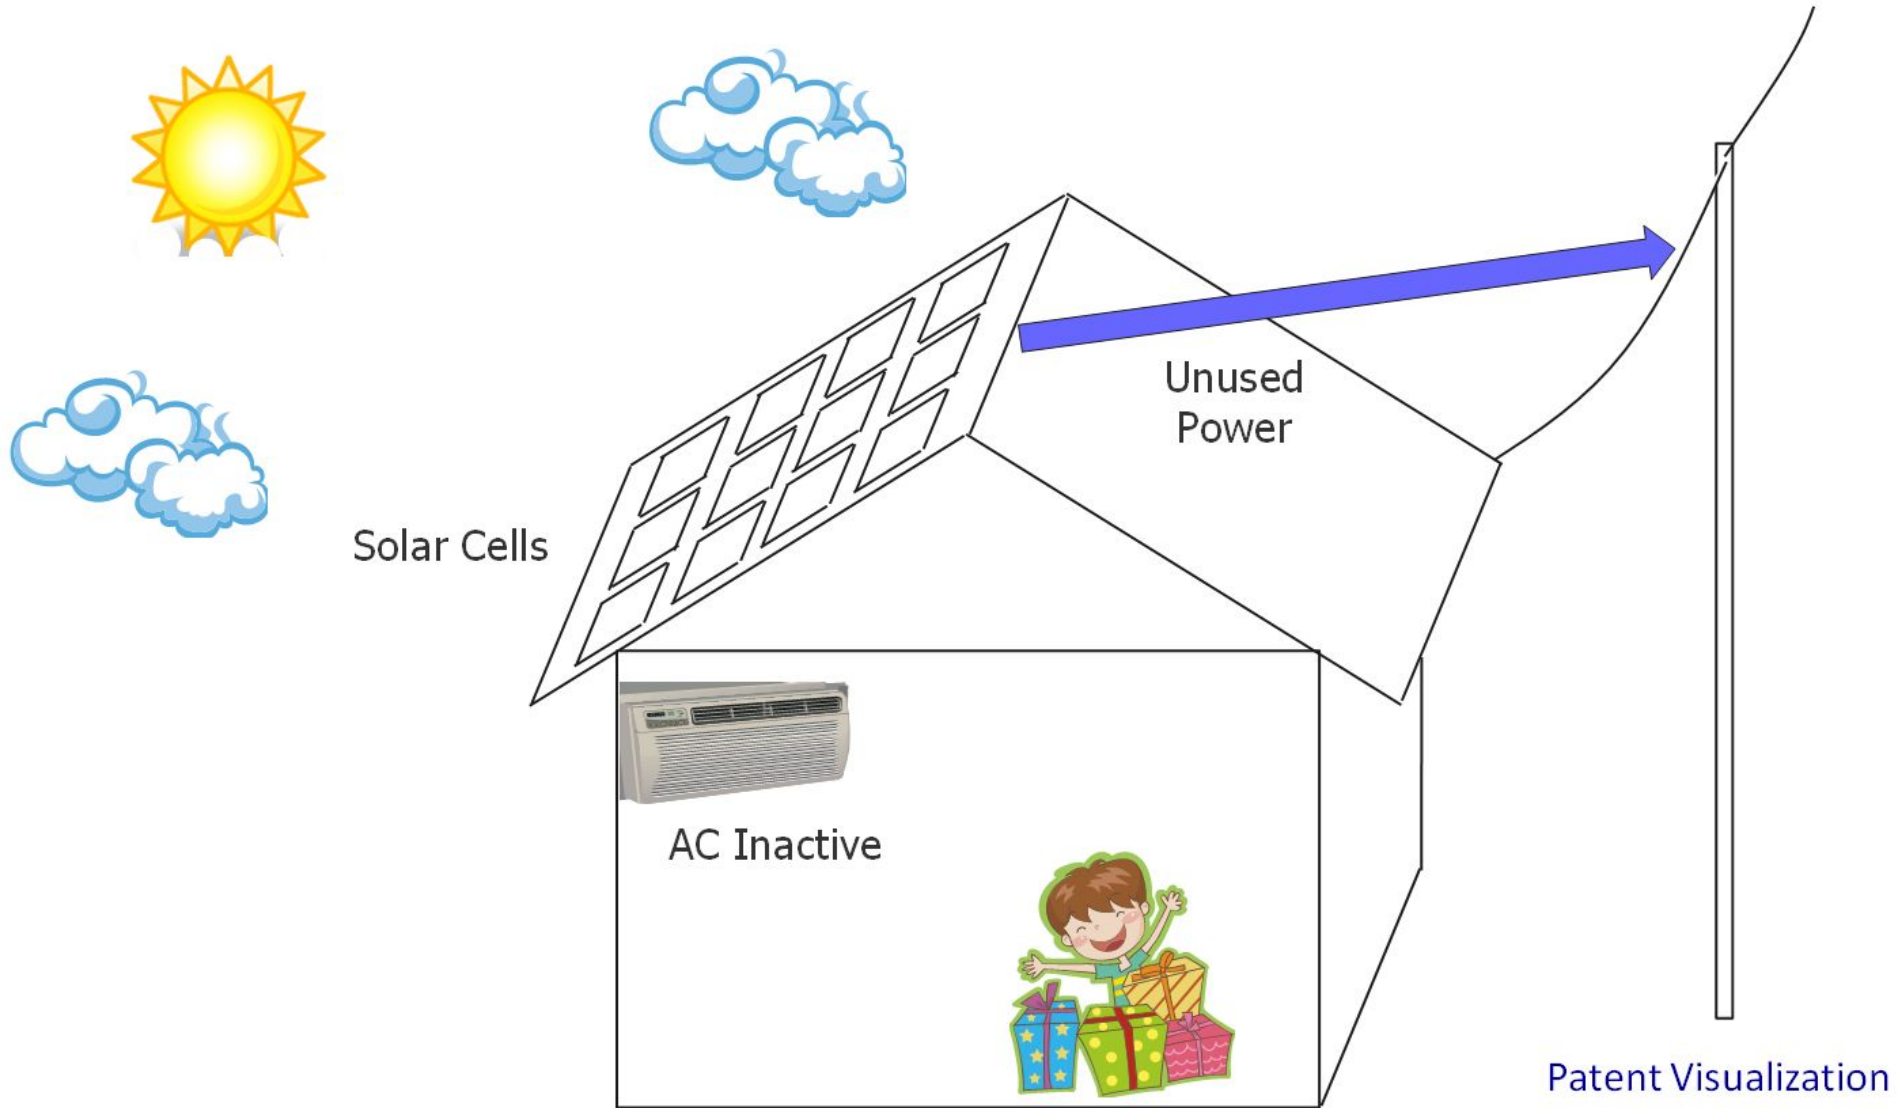 Unused
Power
Solar Cells
AC Inactive
Patent Visualization